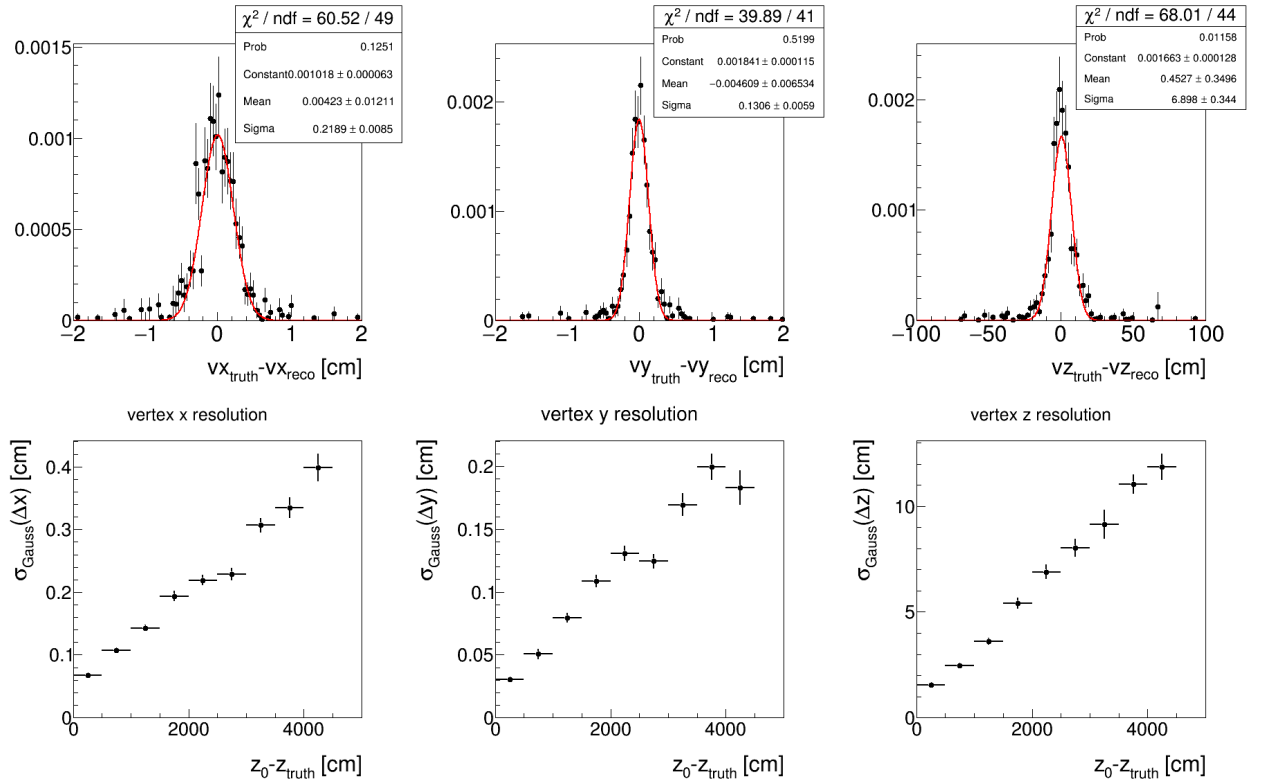 χ² / ndf = 60.52 / 49
Prob 0.1251
Constant 0.001018 ± 0.000063
Mean 0.00423 ± 0.01211
Sigma 0.2189 ± 0.0085
0.0015
0.001
0.0005
0
−2 −1 0 1 2
vx_truth-vx_reco [cm]
χ² / ndf = 39.89 / 41
Prob 0.5199
Constant 0.001841 ± 0.000115
Mean −0.004609 ± 0.006534
Sigma 0.1306 ± 0.0059
0.002
0.001
0
−2 −1 0 1 2
vy_truth-vy_reco [cm]
χ² / ndf = 68.01 / 44
Prob 0.01158
Constant 0.001663 ± 0.000128
Mean 0.4527 ± 0.3496
Sigma 6.898 ± 0.344
0.002
0.001
0
−100 −50 0 50 100
vz_truth-vz_reco [cm]
vertex x resolution
σ_Gauss(Δx) [cm]
0.4
0.3
0.2
0.1
0
0 2000 4000
z₀-z_truth [cm]
vertex y resolution
σ_Gauss(Δy) [cm]
0.2
0.15
0.1
0.05
0
0 2000 4000
z₀-z_truth [cm]
vertex z resolution
σ_Gauss(Δz) [cm]
10
5
0
0 2000 4000
z₀-z_truth [cm]